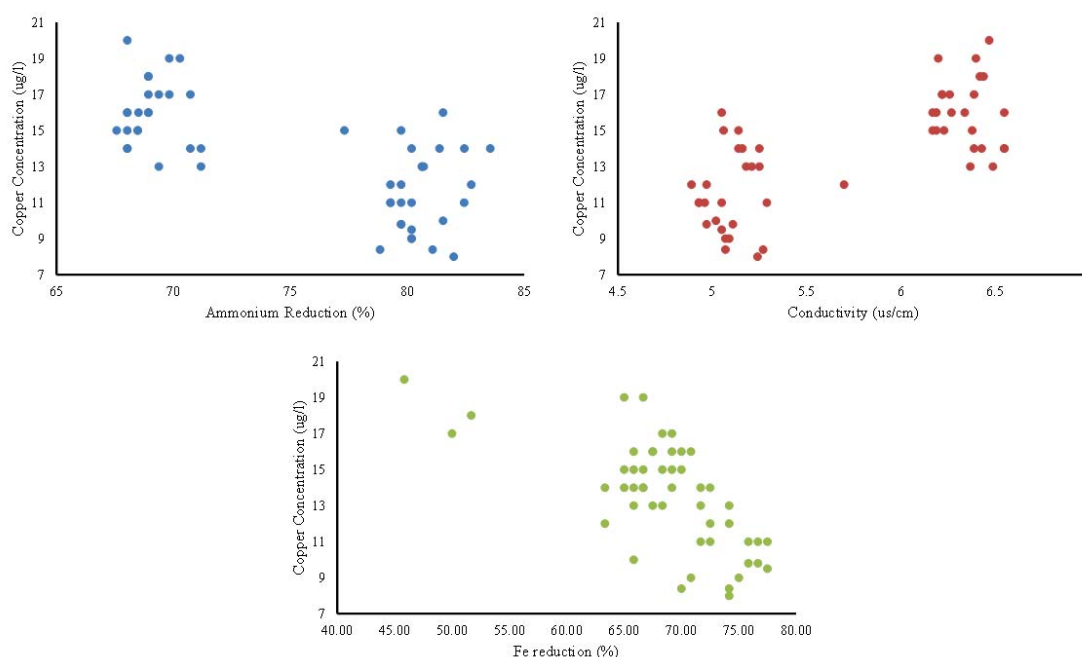 21
19
17
15
13
11
9
7
Copper Concentration (ug/l)
65 70 75 80 85
Ammonium Reduction (%)
21
19
17
15
13
11
9
7
Copper Concentration (ug/l)
4.5 5 5.5 6 6.5
Conductivity (us/cm)
21
19
17
15
13
11
9
7
Copper Concentration (ug/l)
40.00 45.00 50.00 60.00 65.00 70.00 75.00 80.00
Fe reduction (%)